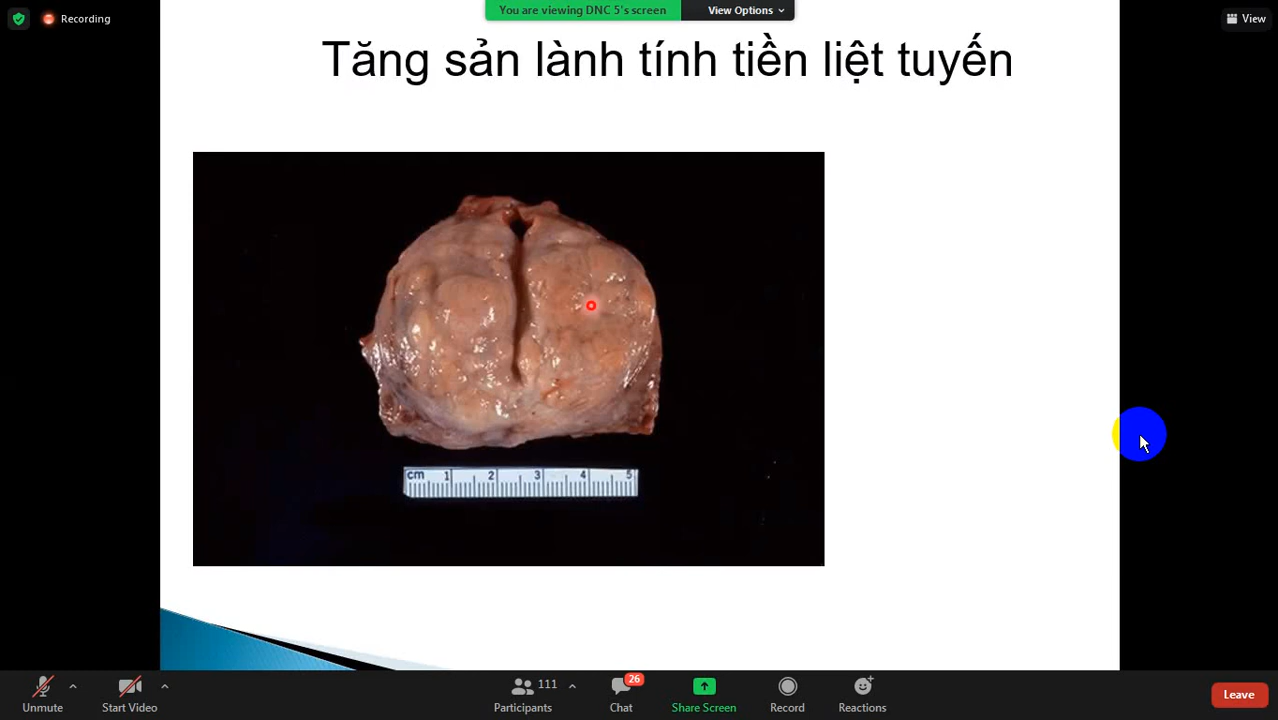 You are viewing DNC 5's screen
View Options
Recording
View
Tăng sản lành tính tiền liệt tuyến
cm 1 2 3 4 5
Unmute
Start Video
111
Participants
26
Chat
Share Screen
Record
Reactions
Leave